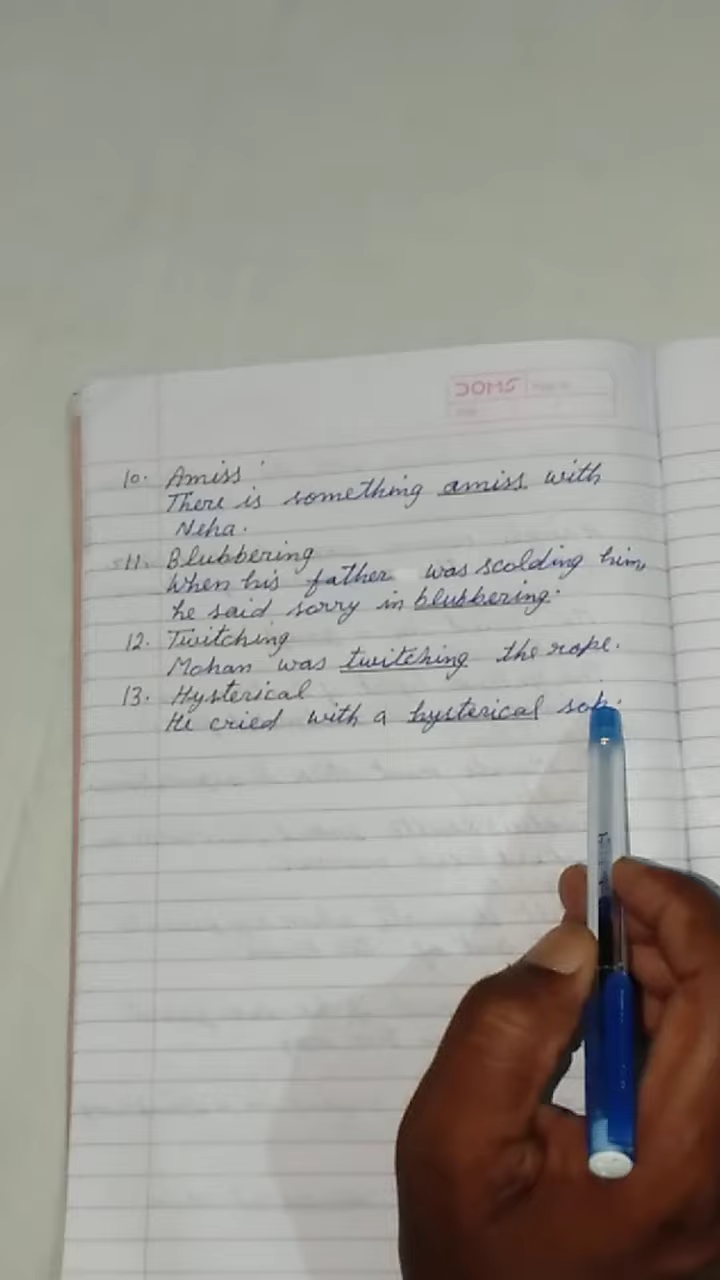 DOMS
10. Amiss
There is something amiss with
Neha.
11. Blubbering
When his father was scolding him,
he said sorry in blubbering.
12. Twitching
Mohan was twitching the rope.
13. Hysterical
He cried with a hysterical sob.